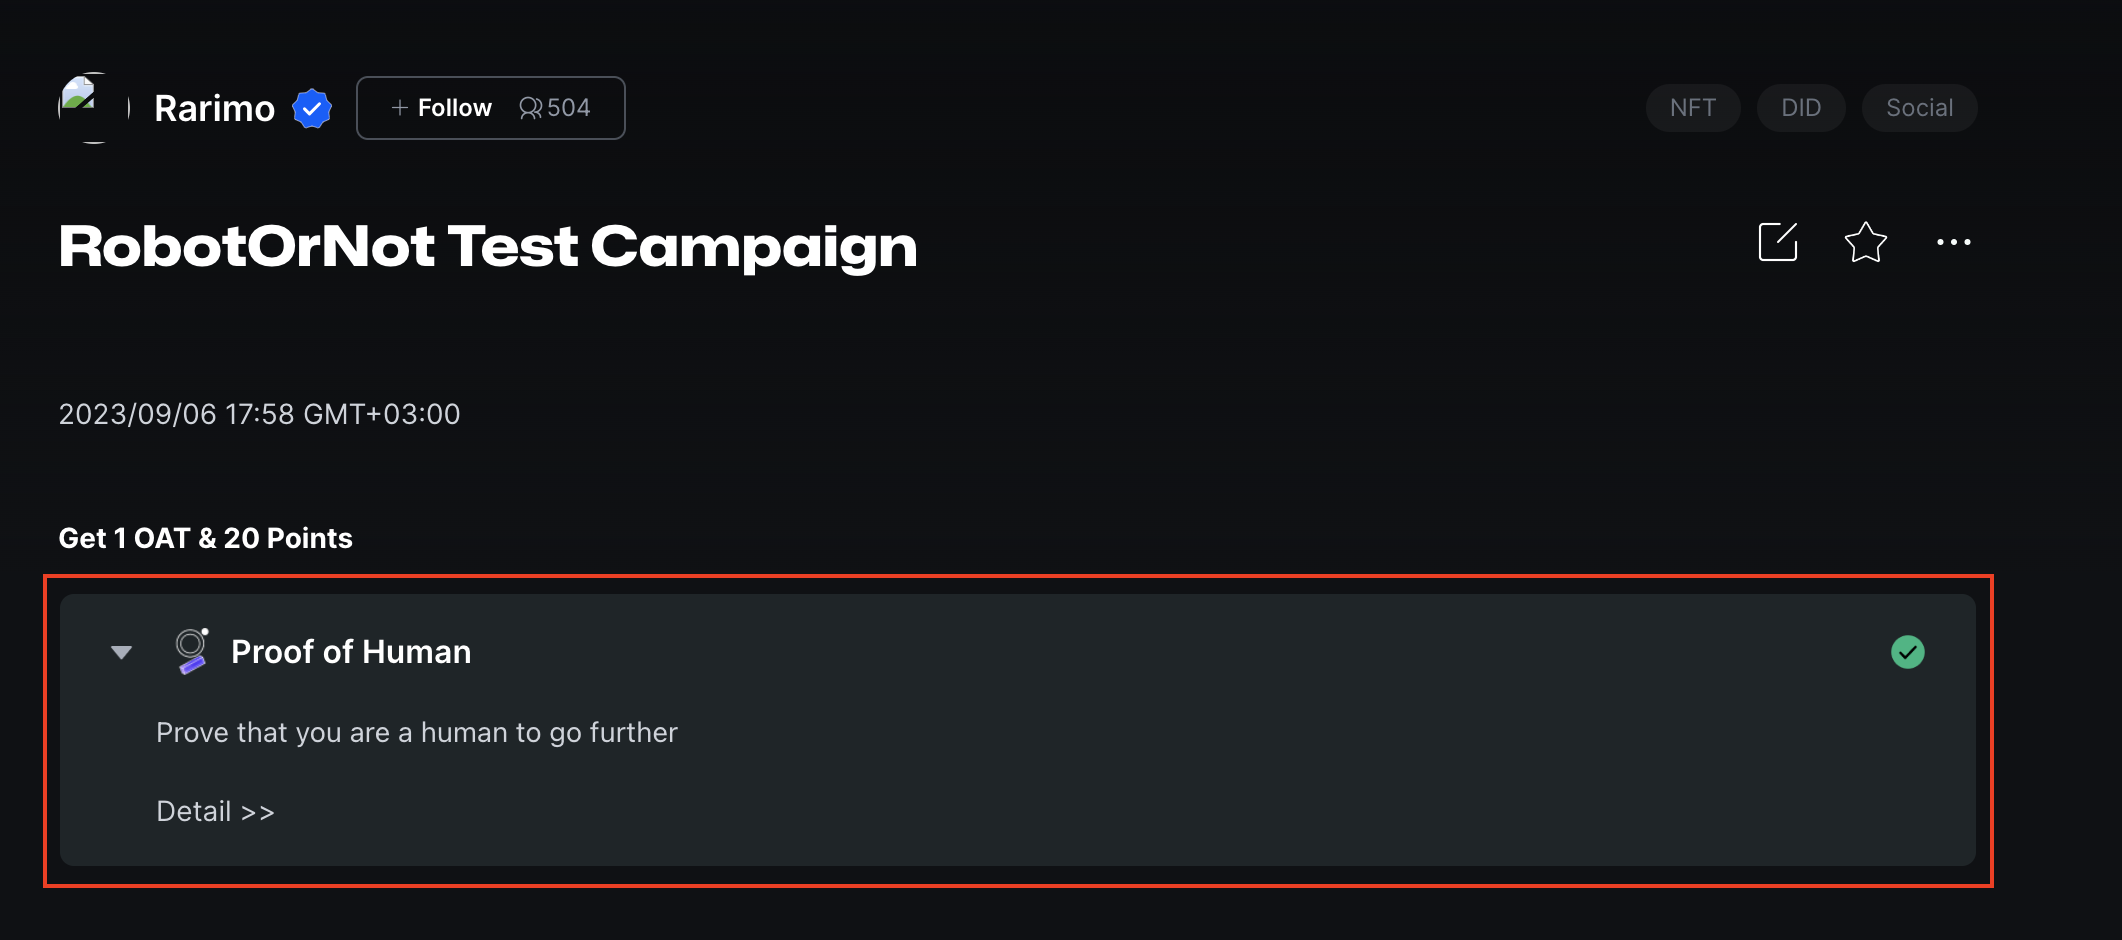 Rarimo
+ Follow 504
NFT DID Social
RobotOrNot Test Campaign
2023/09/06 17:58 GMT+03:00
Get 1 OAT & 20 Points
Proof of Human
Prove that you are a human to go further
Detail >>